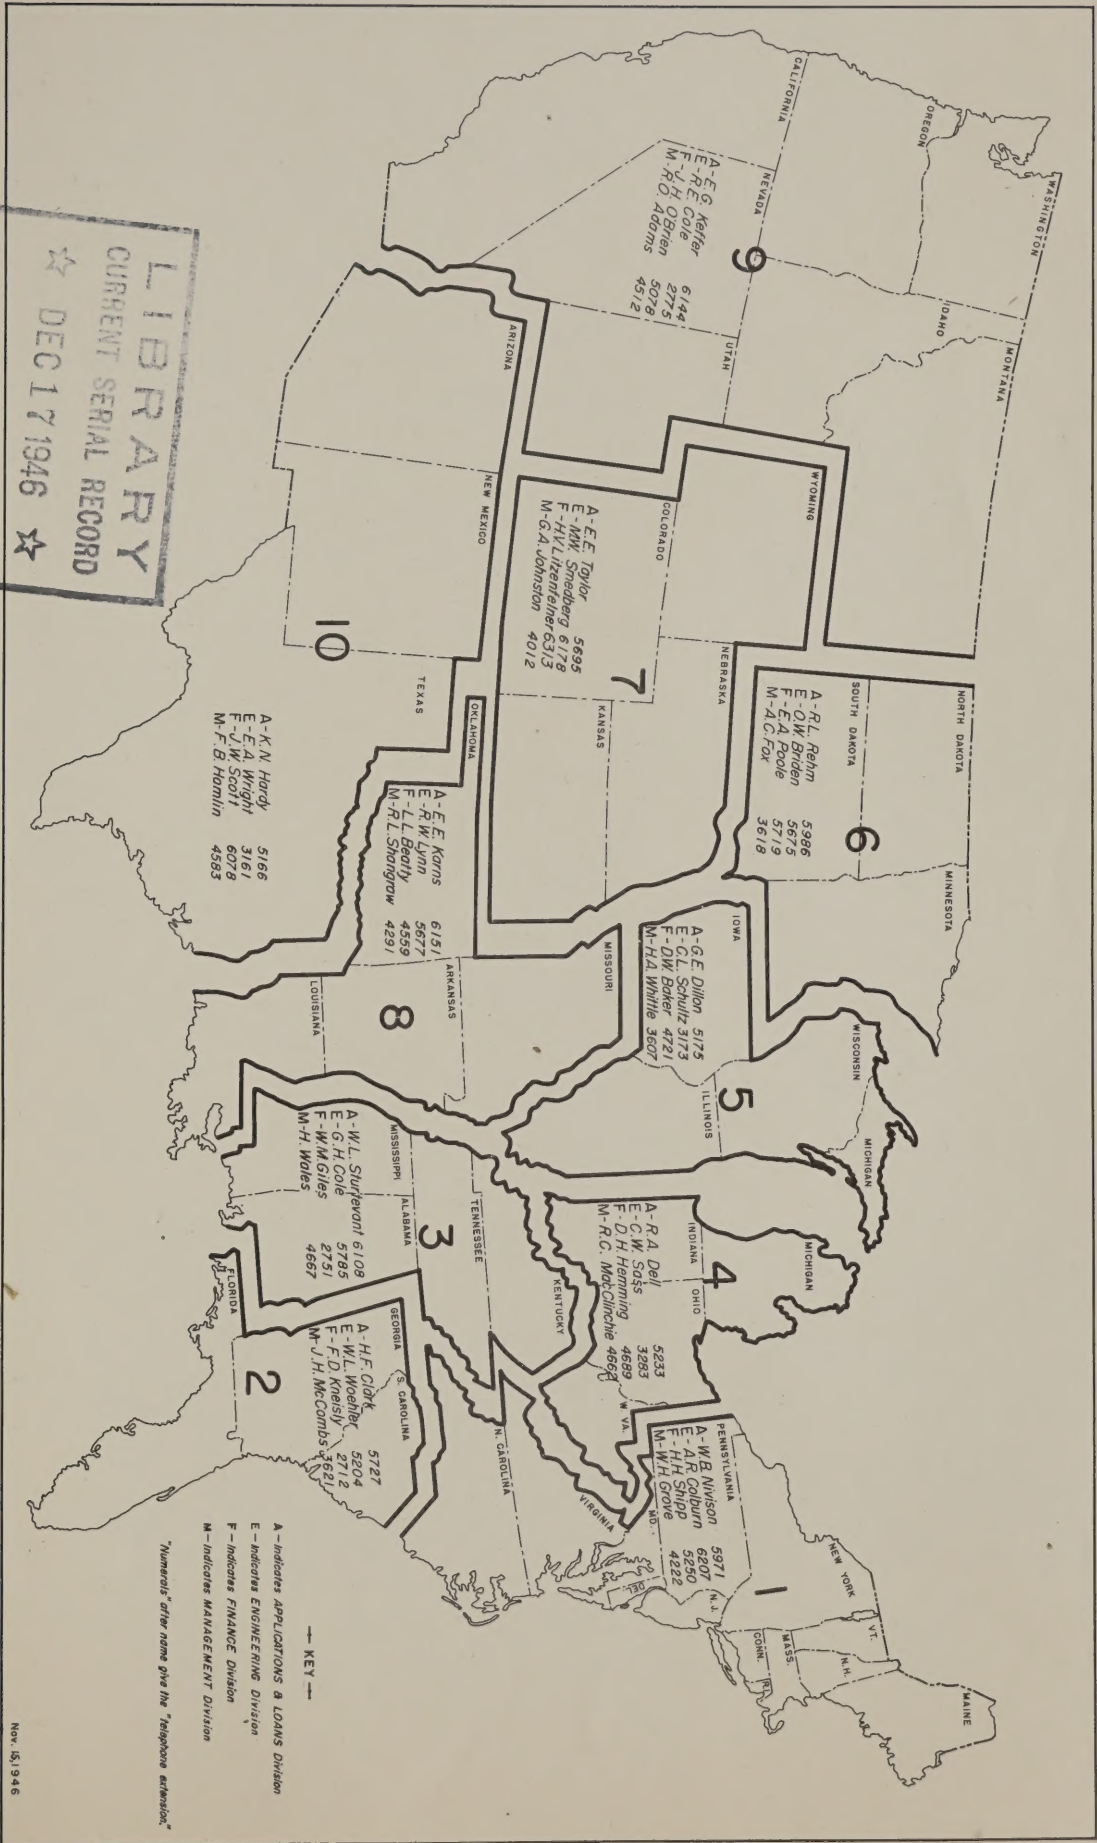 WASHINGTON
OREGON
CALIFORNIA
NEVADA
IDAHO
MONTANA
UTAH
9
A-E.G. Keffer 6144
E-R.E. Cole 2775
F-J.H. O'Brien 5078
M-R.O. Adams 4512
ARIZONA
NEW MEXICO
TEXAS
10
A-K.N. Hardy 5166
E-E.A. Wright 3161
F-J.W. Scott 6078
M-F.B. Hamlin 4583
WYOMING
COLORADO
NEBRASKA
KANSAS
7
A-E.E. Taylor 5695
E-M.W. Smedberg 6178
F-H.V. Litzenfelner 6313
M-G.A. Johnston 4012
NORTH DAKOTA
SOUTH DAKOTA
MINNESOTA
6
A-R.L. Rehm 5986
E-O.W. Briden 5675
F-E.A. Poole 5719
M-A.C. Fox 3618
OKLAHOMA
MISSOURI
ARKANSAS
LOUISIANA
8
A-E.E. Karns 6151
E-R.W. Lynn 5677
F-L.L. Beatty 4559
M-R.L. Shangraw 4291
IOWA
WISCONSIN
ILLINOIS
MICHIGAN
5
A-G.E. Dillon 5175
E-C.L. Schultz 3173
F-D.W. Baker 4721
M-H.A. Whittle 3607
MICHIGAN
INDIANA
OHIO
W. VA.
4
A-R.A. Dell 5233
E-C.W. Sass 3283
F-D.H. Hemming 4689
M-R.C. MacClinchie 4662
KENTUCKY
TENNESSEE
MISSISSIPPI
ALABAMA
3
A-W.L. Sturtevant 6108
E-G.H. Cole 5785
F-W.M. Giles 2751
M-H. Wales 4667
GEORGIA
S. CAROLINA
FLORIDA
2
A-H.F. Clark 5727
E-W.L. Woehler 5204
F-F.D. Kneisly 2712
M-J.H. McCombs 3621
N. CAROLINA
VIRGINIA
PENNSYLVANIA
MD.
DEL.
N.J.
NEW YORK
CONN.
R.I.
MASS.
VT.
N.H.
MAINE
1
A-W.B. Nivison 5971
E-A.R. Colburn 6207
F-H.H. Shipp 5250
M-W.H. Grove 4222
KEY
A-Indicates APPLICATIONS & LOANS Division
E-Indicates ENGINEERING Division
F-Indicates FINANCE Division
M-Indicates MANAGEMENT Division
"Numerals" after name give the "telephone extension."
Nov. 15, 1946
LIBRARY
CURRENT SERIAL RECORD
☆ DEC 17 1946 ☆